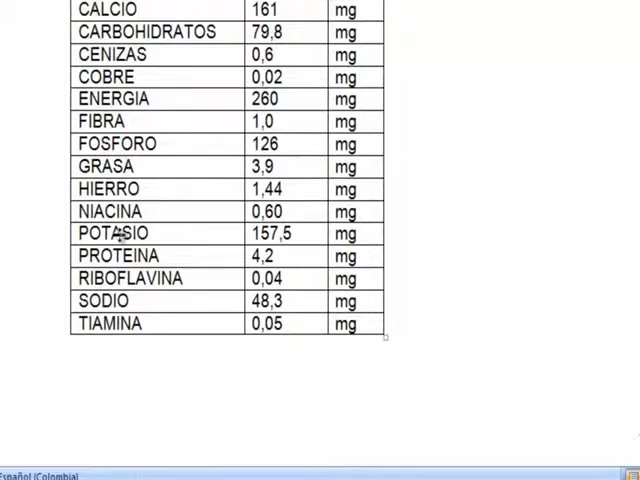 CALCIO 161 mg
CARBOHIDRATOS 79,8 mg
CENIZAS 0,6 mg
COBRE 0,02 mg
ENERGIA 260 mg
FIBRA 1,0 mg
FOSFORO 126 mg
GRASA 3,9 mg
HIERRO 1,44 mg
NIACINA 0,60 mg
POTASIO 157,5 mg
PROTEINA 4,2 mg
RIBOFLAVINA 0,04 mg
SODIO 48,3 mg
TIAMINA 0,05 mg
Español (Colombia)